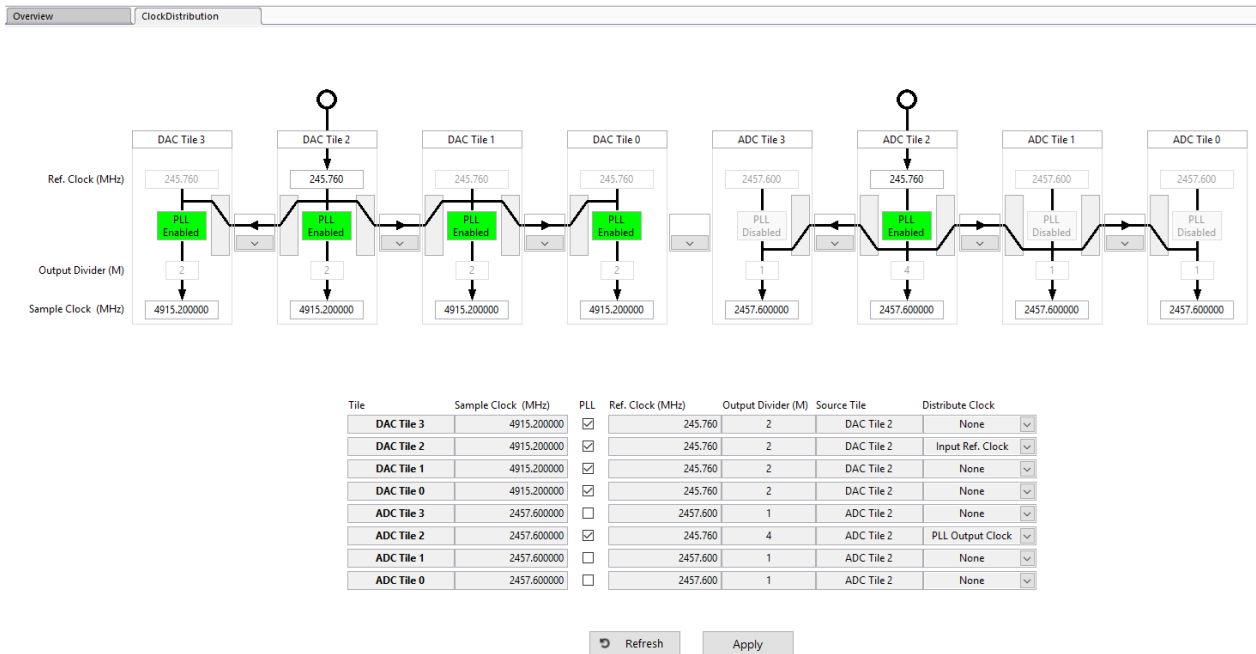 Overview ClockDistribution
DAC Tile 3 DAC Tile 2 DAC Tile 1 DAC Tile 0 ADC Tile 3 ADC Tile 2 ADC Tile 1 ADC Tile 0
Ref. Clock (MHz) 245.760 245.760 245.760 245.760 2457.600 245.760 2457.600 2457.600
PLL PLL PLL PLL PLL PLL PLL PLL
Enabled Enabled Enabled Enabled Disabled Enabled Disabled Disabled
Output Divider (M) 2 2 2 2 1 4 1 1
Sample Clock (MHz) 4915.200000 4915.200000 4915.200000 4915.200000 2457.600000 2457.600000 2457.600000 2457.600000
Tile Sample Clock (MHz) PLL Ref. Clock (MHz) Output Divider (M) Source Tile Distribute Clock
DAC Tile 3 4915.200000 245.760 2 DAC Tile 2 None
DAC Tile 2 4915.200000 245.760 2 DAC Tile 2 Input Ref. Clock
DAC Tile 1 4915.200000 245.760 2 DAC Tile 2 None
DAC Tile 0 4915.200000 245.760 2 DAC Tile 2 None
ADC Tile 3 2457.600000 2457.600 1 ADC Tile 2 None
ADC Tile 2 2457.600000 245.760 4 ADC Tile 2 PLL Output Clock
ADC Tile 1 2457.600000 2457.600 1 ADC Tile 2 None
ADC Tile 0 2457.600000 2457.600 1 ADC Tile 2 None
Refresh Apply